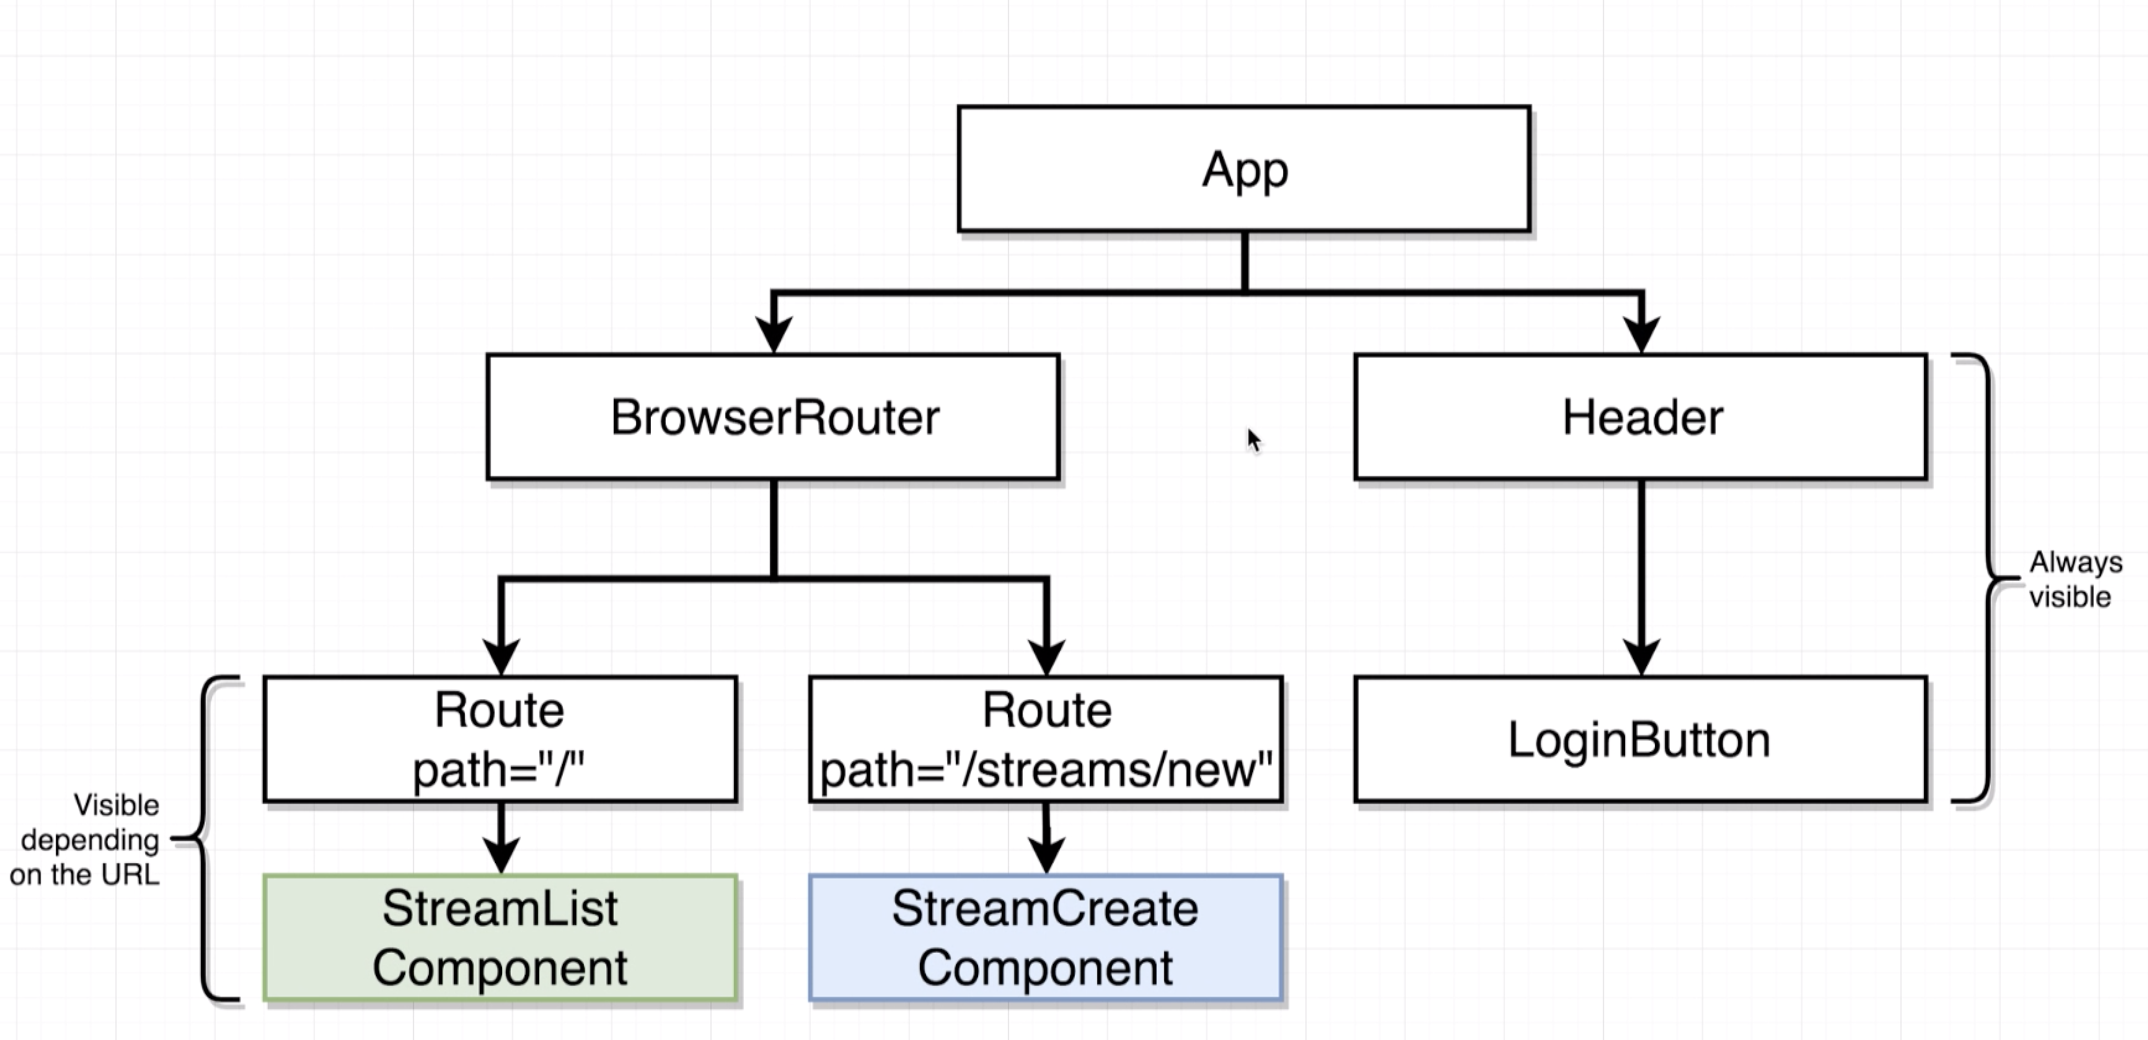 App
BrowserRouter
Header
Always
visible
Route
path="/"
Route
path="/streams/new"
LoginButton
Visible
depending
on the URL
StreamList
Component
StreamCreate
Component